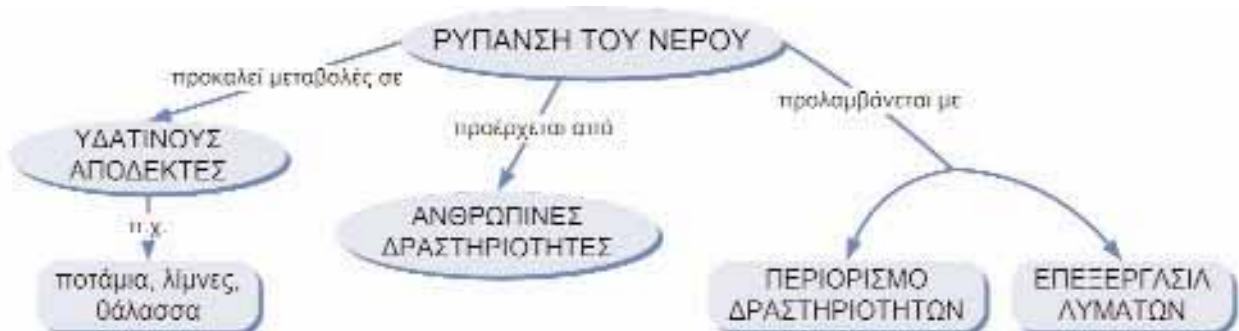 ΡΥΠΑΝΣΗ ΤΟΥ ΝΕΡΟΥ
προκαλεί μεταβολές σε
προέρχεται από
προλαμβάνεται με
ΥΔΑΤΙΝΟΥΣ
ΑΠΟΔΕΚΤΕΣ
π.χ.
ποτάμια, λίμνες,
θάλασσα
ΑΝΘΡΩΠΙΝΕΣ
ΔΡΑΣΤΗΡΙΟΤΗΤΕΣ
ΠΕΡΙΟΡΙΣΜΟ
ΔΡΑΣΤΗΡΙΟΤΗΤΩΝ
ΕΠΕΞΕΡΓΑΣΙΑ
ΛΥΜΑΤΩΝ